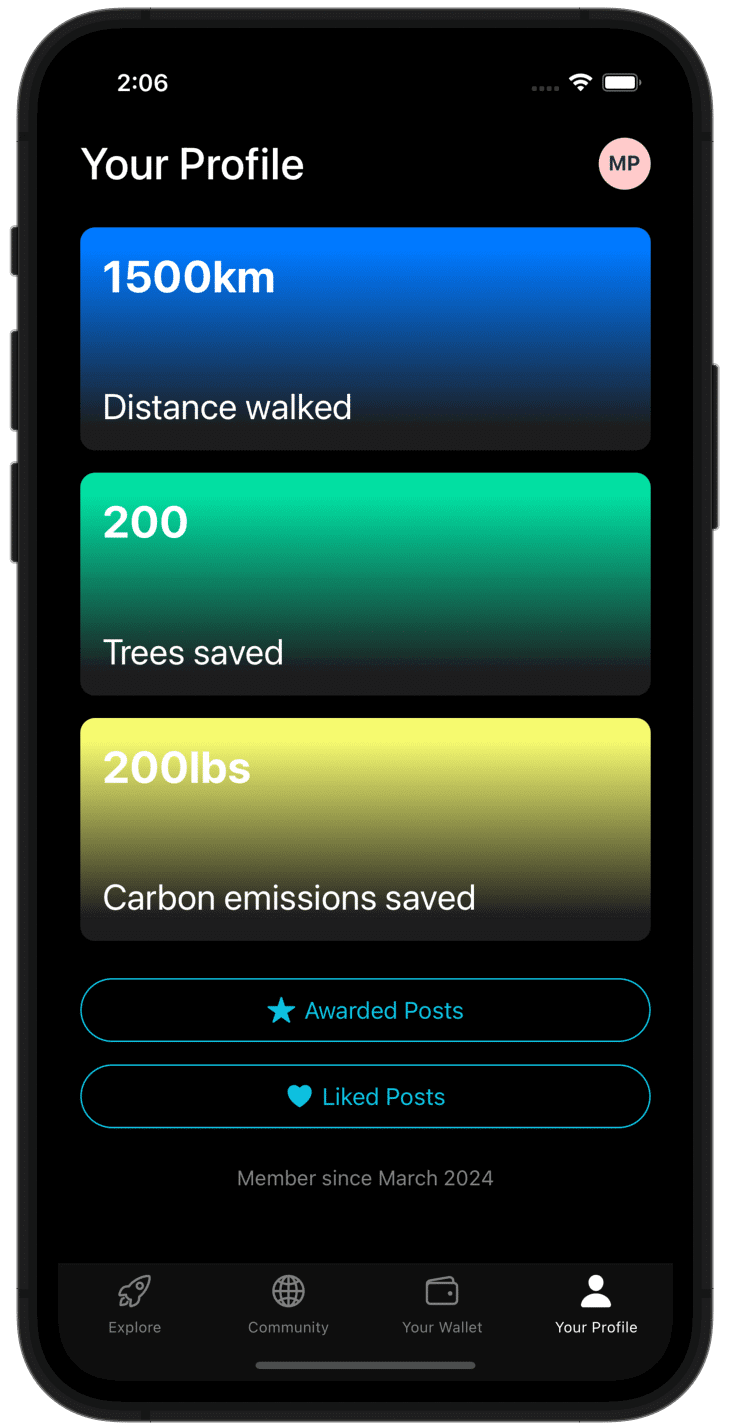 2:06
Your Profile
MP
1500km
Distance walked
200
Trees saved
200lbs
Carbon emissions saved
Awarded Posts
Liked Posts
Member since March 2024
Explore
Community
Your Wallet
Your Profile